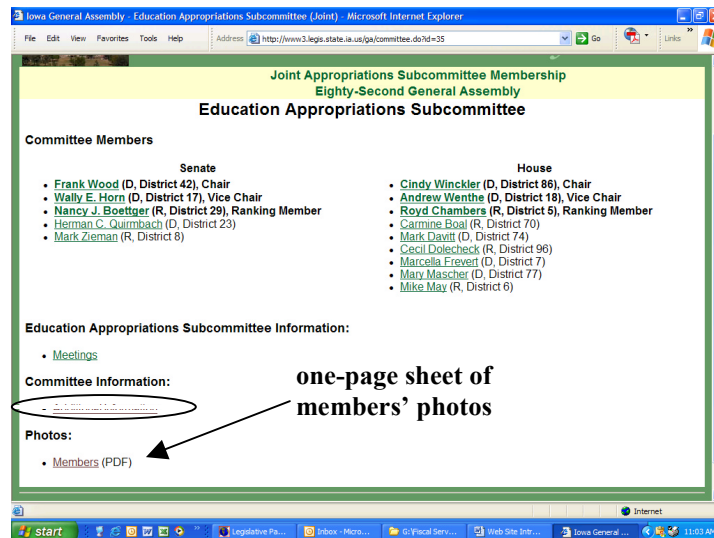 Iowa General Assembly - Education Appropriations Subcommittee (Joint) - Microsoft Internet Explorer
File Edit View Favorites Tools Help Address http://www3.legis.state.ia.us/ga/committee.do?id=35 Go Links »
Joint Appropriations Subcommittee Membership
Eighty-Second General Assembly
Education Appropriations Subcommittee
Committee Members
Senate
• Frank Wood (D, District 42), Chair
• Wally E. Horn (D, District 17), Vice Chair
• Nancy J. Boettger (R, District 29), Ranking Member
• Herman C. Quirmbach (D, District 23)
• Mark Zieman (R, District 8)
House
• Cindy Winckler (D, District 86), Chair
• Andrew Wenthe (D, District 18), Vice Chair
• Royd Chambers (R, District 5), Ranking Member
• Carmine Boal (R, District 70)
• Mark Davitt (D, District 74)
• Cecil Dolecheck (R, District 96)
• Marcella Frevert (D, District 7)
• Mary Mascher (D, District 77)
• Mike May (R, District 6)
Education Appropriations Subcommittee Information:
• Meetings
Committee Information:
one-page sheet of
members' photos
Photos:
• Members (PDF)
Internet
start » Legislative Pa... Inbox - Micro... G:\Fiscal Serv... Web Site Intr... Iowa General ... 11:03 AM